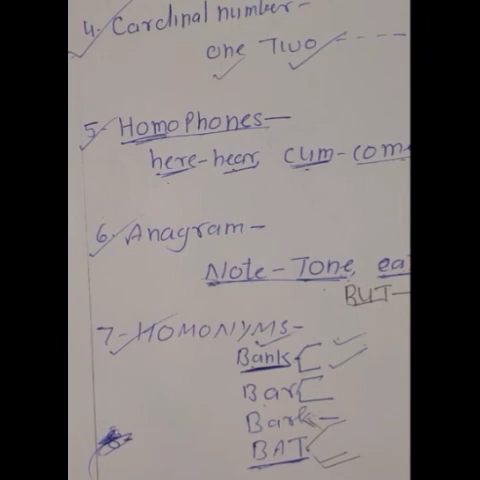 4. Cardinal number -
one Two - - - -
5. Homophones -
here - hear, Cum - com
6. Anagram -
Note - Tone, ea
BUT -
7 - HOMONYMS -
Bank
Bar
Bark -
BAT